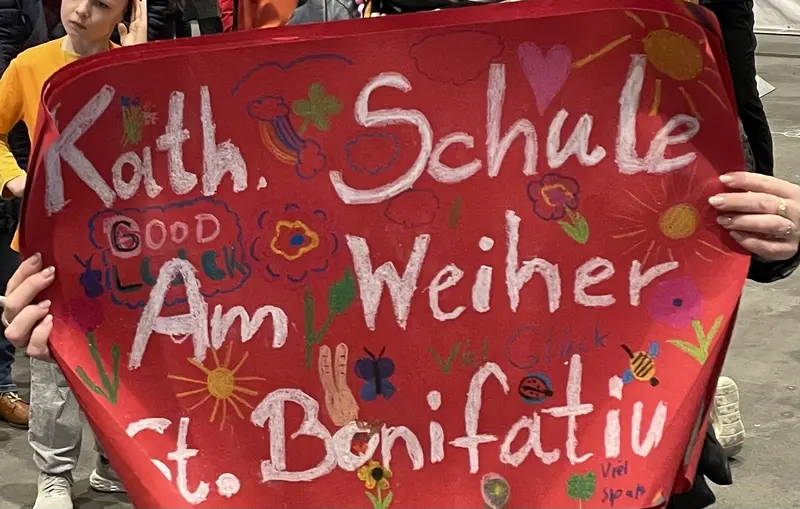 Kath. Schule
GOOD
LUCK
Am Weiher
Viel Glück
St. Bonifatiu
Viel
Spaß